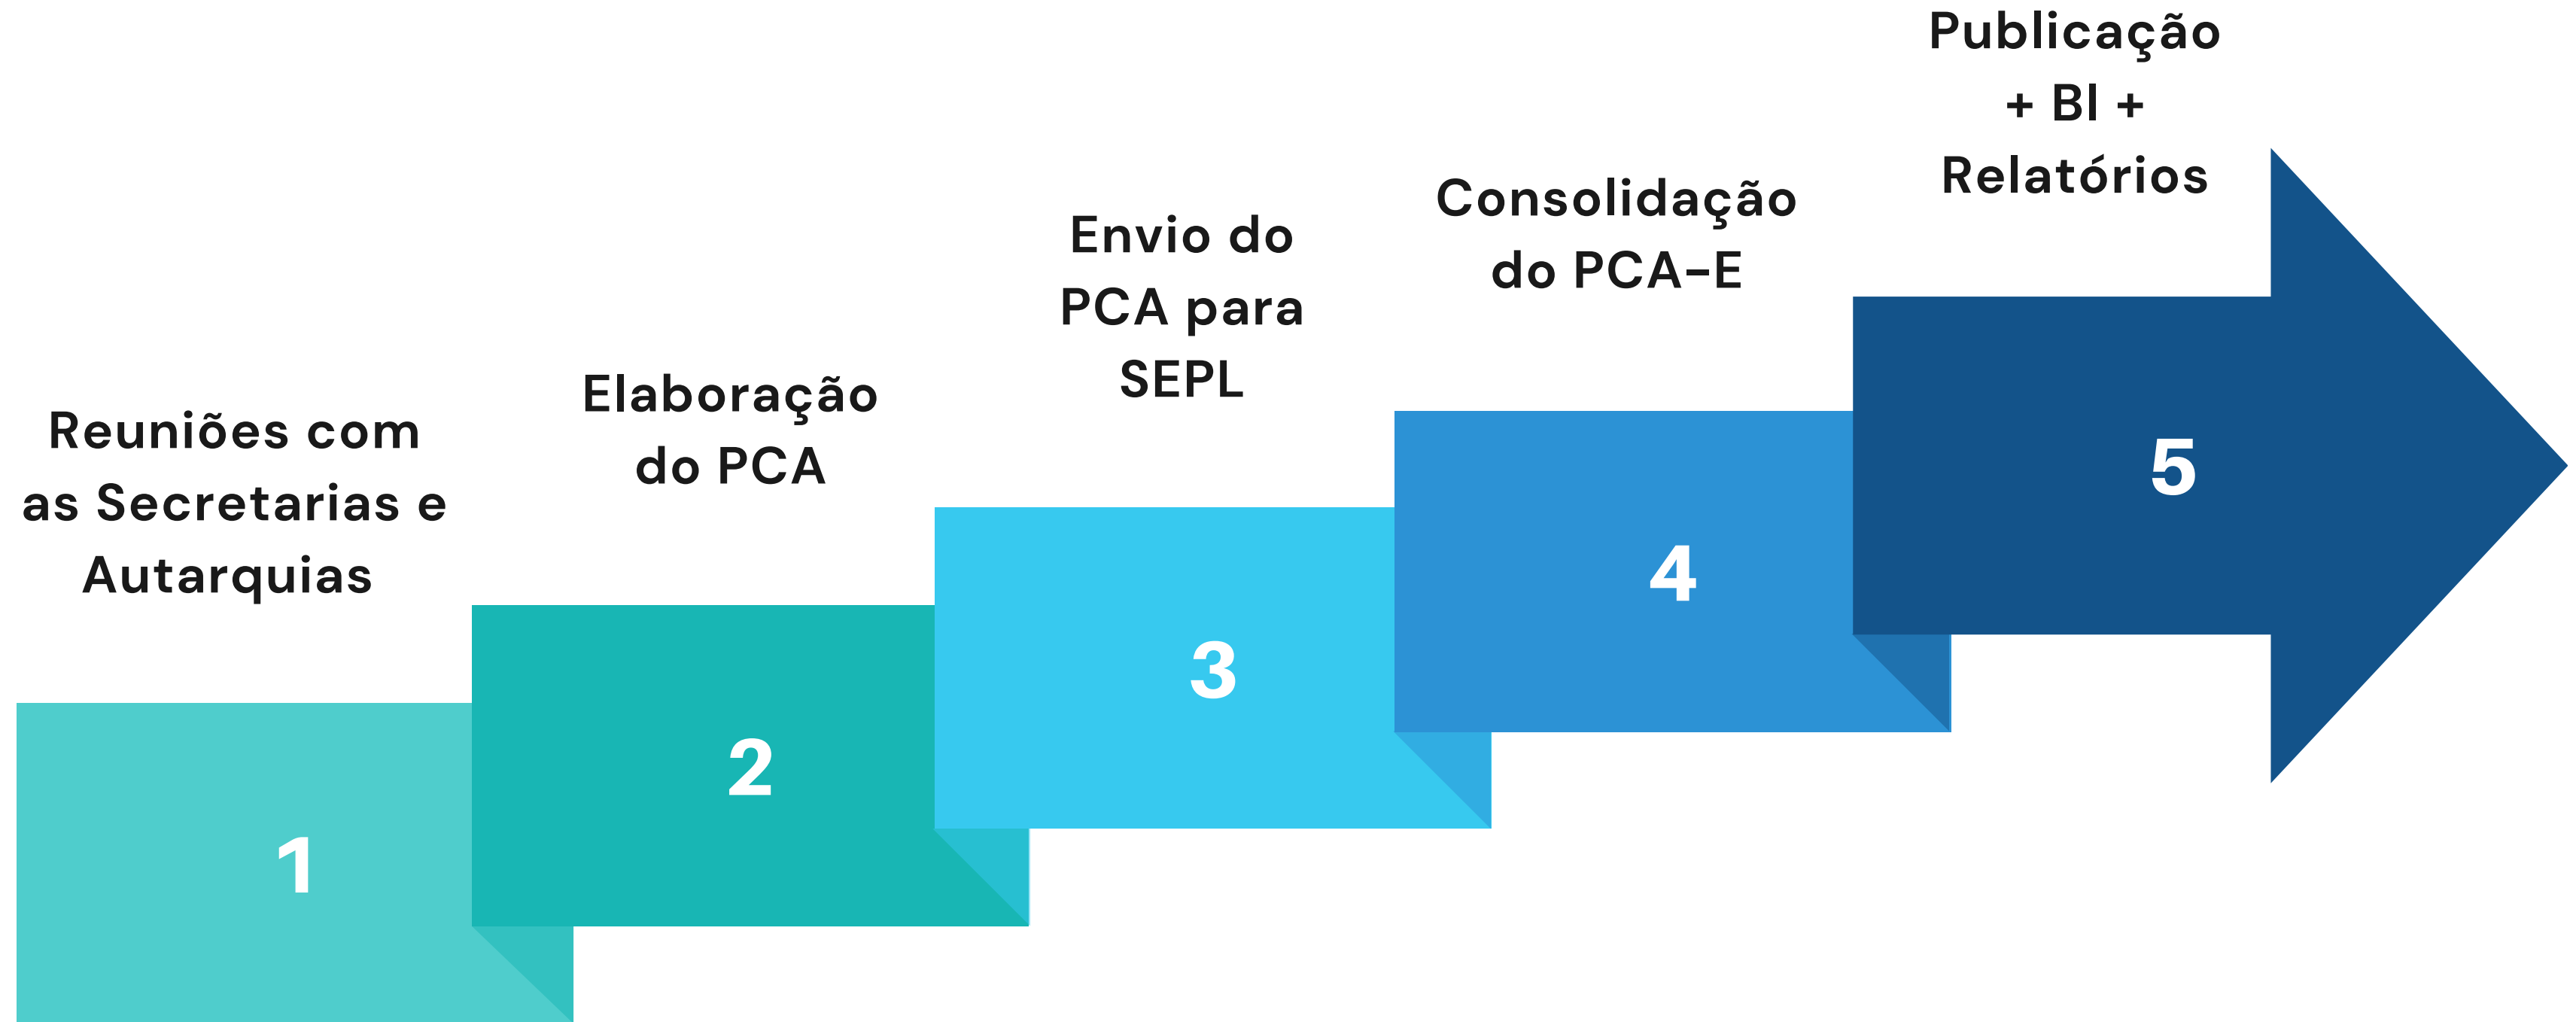 Reuniões com
as Secretarias e
Autarquias
1
Elaboração
do PCA
2
Envio do
PCA para
SEPL
3
Consolidação
do PCA-E
4
Publicação
+ BI +
Relatórios
5